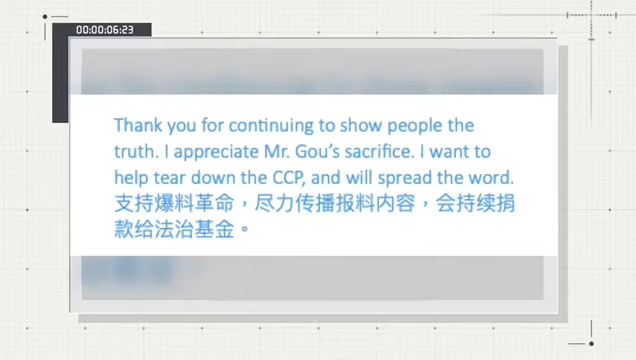 00:00:06:23
Thank you for continuing to show people the
truth. I appreciate Mr. Gou's sacrifice. I want to
help tear down the CCP, and will spread the word.
支持爆料革命，尽力传播报料内容，会持续捐
款给法治基金。